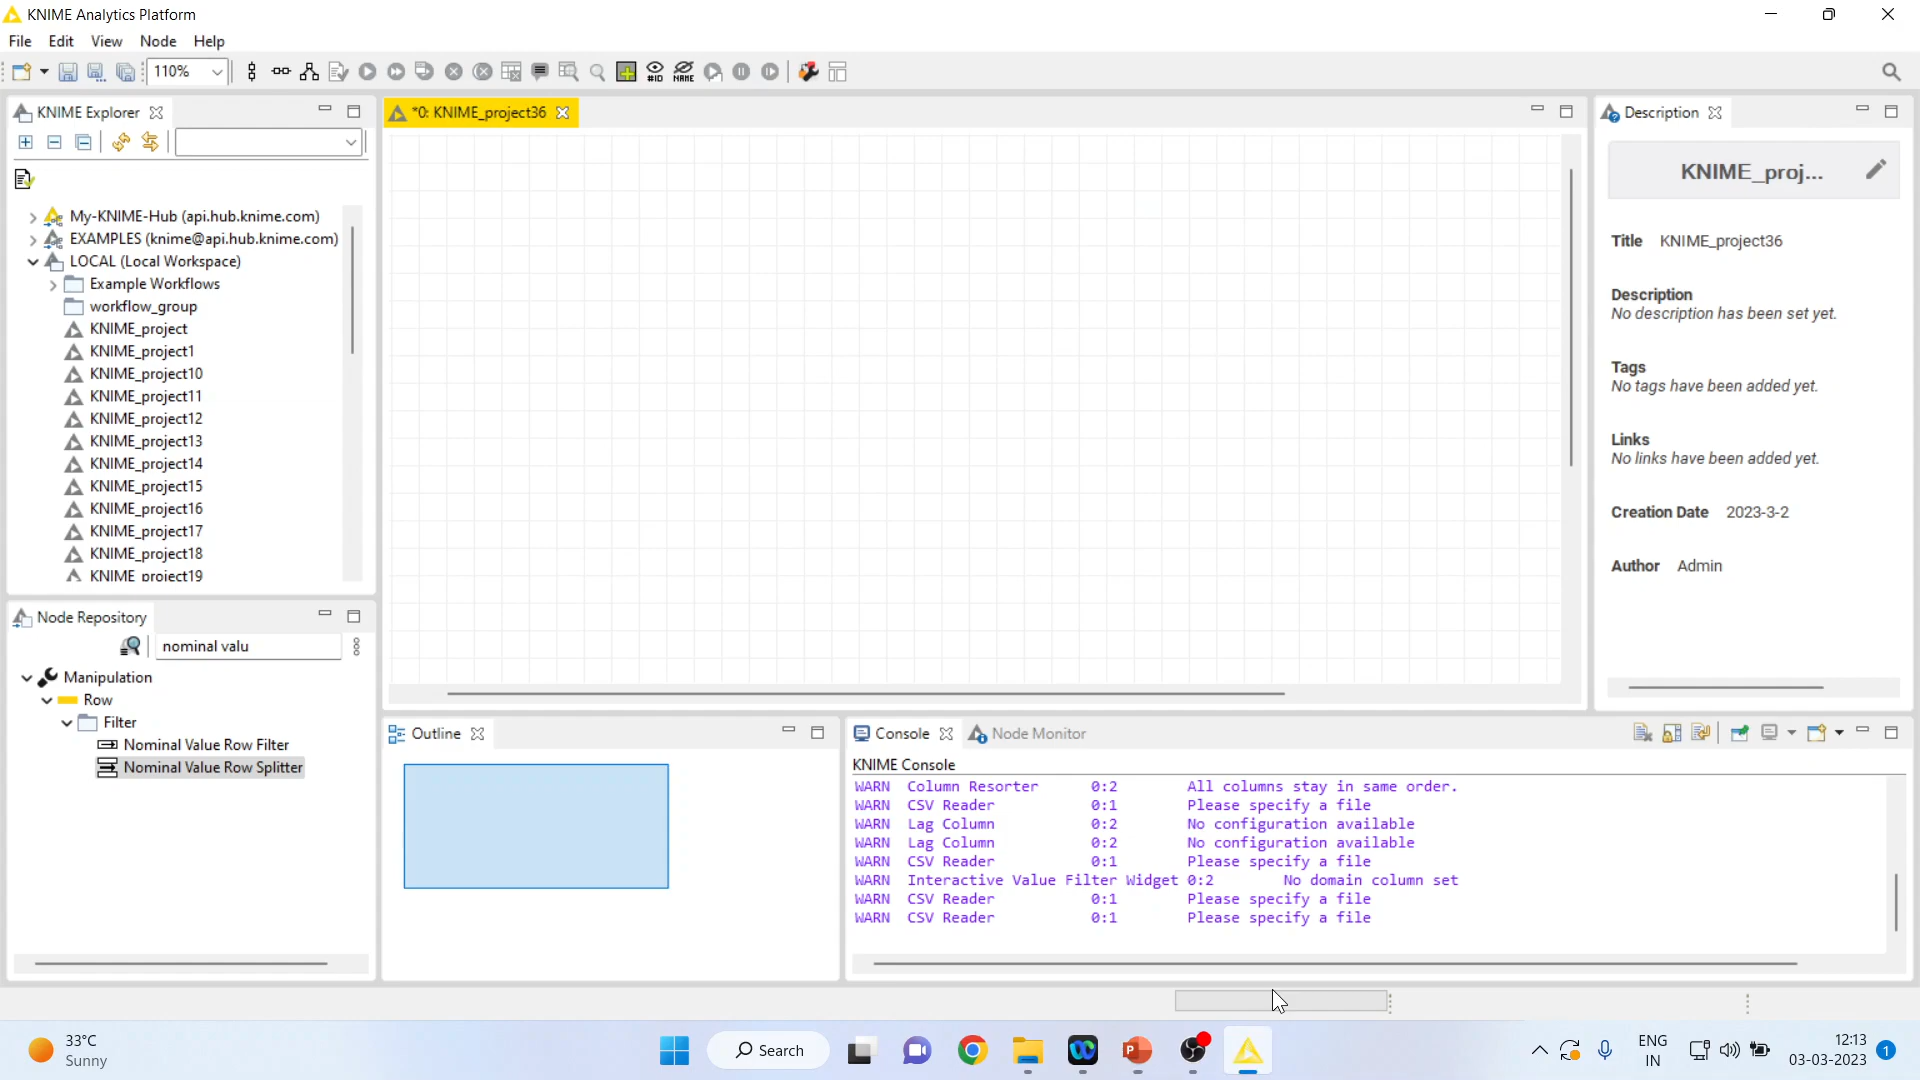 KNIME Analytics Platform
File Edit View Node Help
110%
#ID
NAME
KNIME Explorer
My-KNIME-Hub (api.hub.knime.com)
EXAMPLES (knime@api.hub.knime.com)
LOCAL (Local Workspace)
Example Workflows
workflow_group
KNIME_project
KNIME_project1
KNIME_project10
KNIME_project11
KNIME_project12
KNIME_project13
KNIME_project14
KNIME_project15
KNIME_project16
KNIME_project17
KNIME_project18
KNIME_project19
Node Repository
nominal valu
Manipulation
Row
Filter
Nominal Value Row Filter
Nominal Value Row Splitter
*0: KNIME_project36
Outline
Console Node Monitor
KNIME Console
WARN Column Resorter 0:2 All columns stay in same order.
WARN CSV Reader 0:1 Please specify a file
WARN Lag Column 0:2 No configuration available
WARN Lag Column 0:2 No configuration available
WARN CSV Reader 0:1 Please specify a file
WARN Interactive Value Filter Widget 0:2 No domain column set
WARN CSV Reader 0:1 Please specify a file
WARN CSV Reader 0:1 Please specify a file
Description
KNIME_proj...
Title KNIME_project36
Description
No description has been set yet.
Tags
No tags have been added yet.
Links
No links have been added yet.
Creation Date 2023-3-2
Author Admin
33°C
Sunny
Search
ENG
IN
12:13
03-03-2023
1